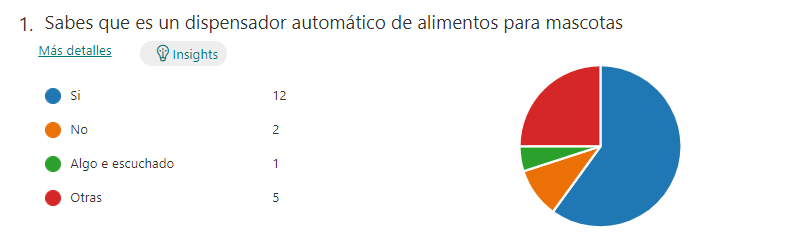 1. Sabes que es un dispensador automático de alimentos para mascotas
Más detalles Insights
Si 12
No 2
Algo e escuchado 1
Otras 5